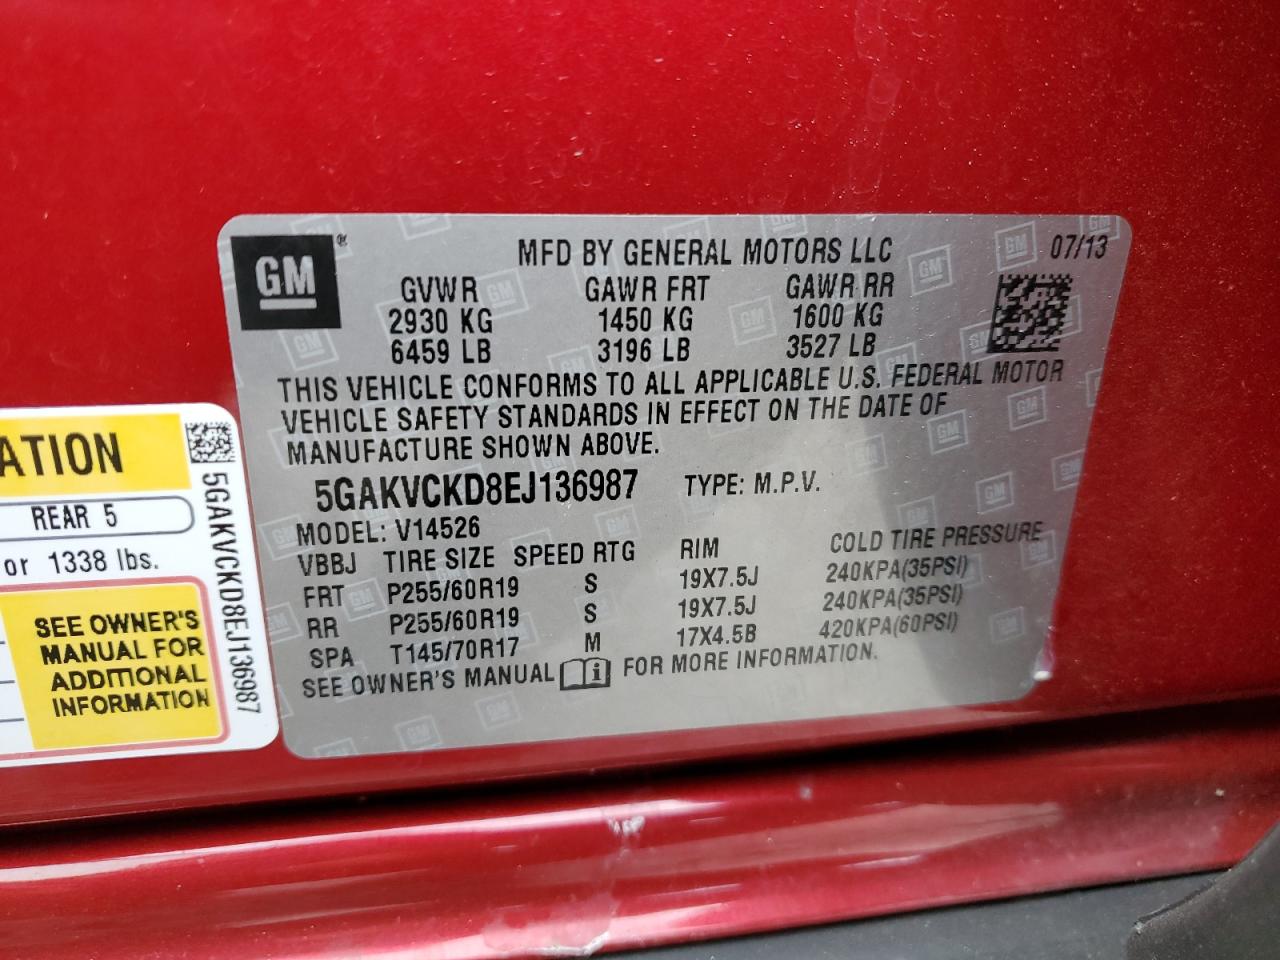 GM
®
MFD BY GENERAL MOTORS LLC 07/13
GVWR GAWR FRT GAWR RR
2930 KG 1450 KG 1600 KG
6459 LB 3196 LB 3527 LB
THIS VEHICLE CONFORMS TO ALL APPLICABLE U.S. FEDERAL MOTOR
VEHICLE SAFETY STANDARDS IN EFFECT ON THE DATE OF
MANUFACTURE SHOWN ABOVE.
5GAKVCKD8EJ136987 TYPE: M.P.V.
MODEL: V14526
VBBJ TIRE SIZE SPEED RTG RIM COLD TIRE PRESSURE
FRT P255/60R19 S 19X7.5J 240KPA(35PSI)
RR P255/60R19 S 19X7.5J 240KPA(35PSI)
SPA T145/70R17 M 17X4.5B 420KPA(60PSI)
SEE OWNER'S MANUAL i FOR MORE INFORMATION.
ATION
REAR 5
or 1338 lbs.
SEE OWNER'S
MANUAL FOR
ADDITIONAL
INFORMATION
5GAKVCKD8EJ136987